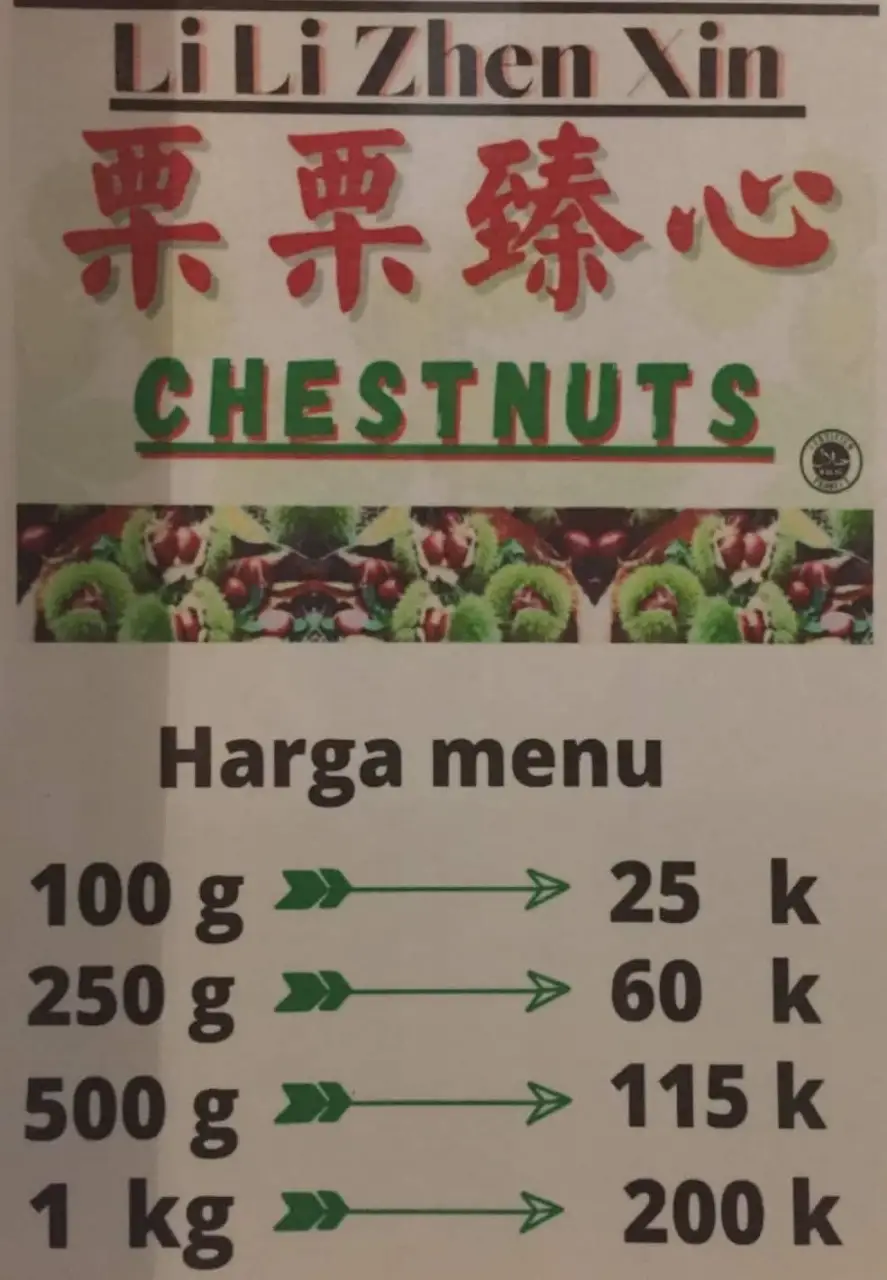 Li Li Zhen Xin
栗栗臻心
CHESTNUTS
Harga menu
100 g 25 k
250 g 60 k
500 g 115 k
1 kg 200 k